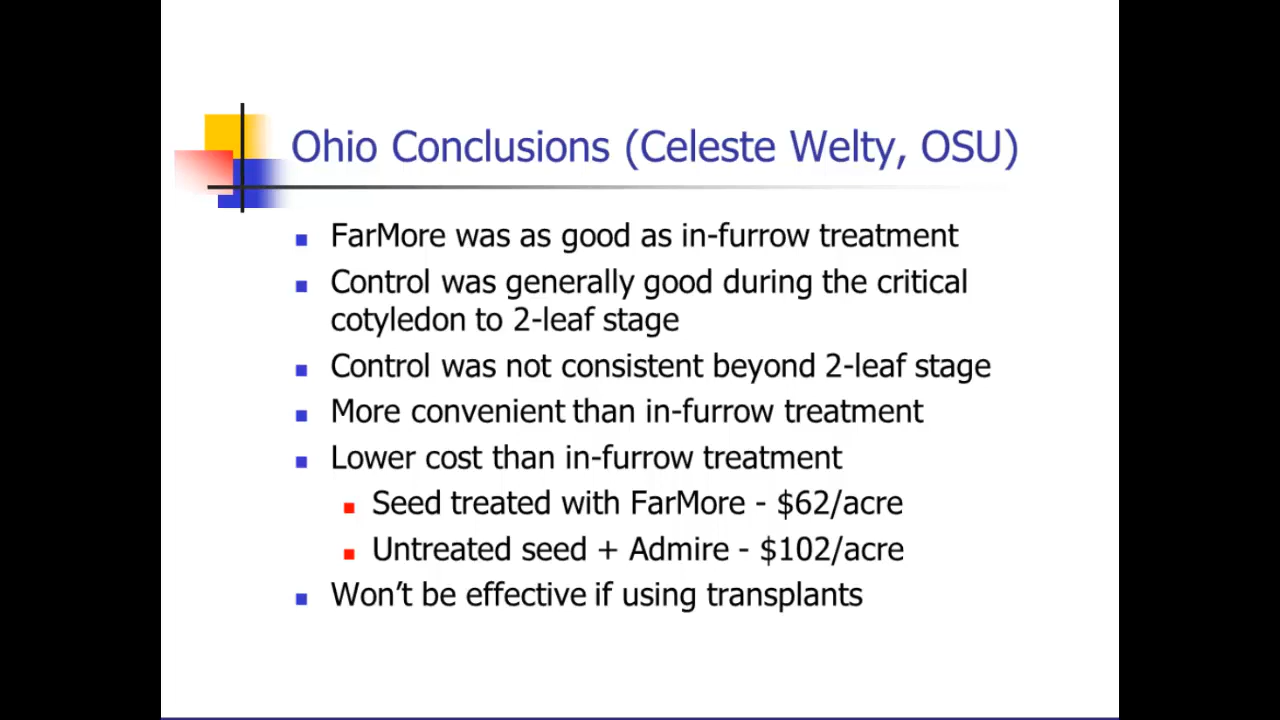 Ohio Conclusions (Celeste Welty, OSU)
FarMore was as good as in-furrow treatment
Control was generally good during the critical
cotyledon to 2-leaf stage
Control was not consistent beyond 2-leaf stage
More convenient than in-furrow treatment
Lower cost than in-furrow treatment
Seed treated with FarMore - $62/acre
Untreated seed + Admire - $102/acre
Won’t be effective if using transplants